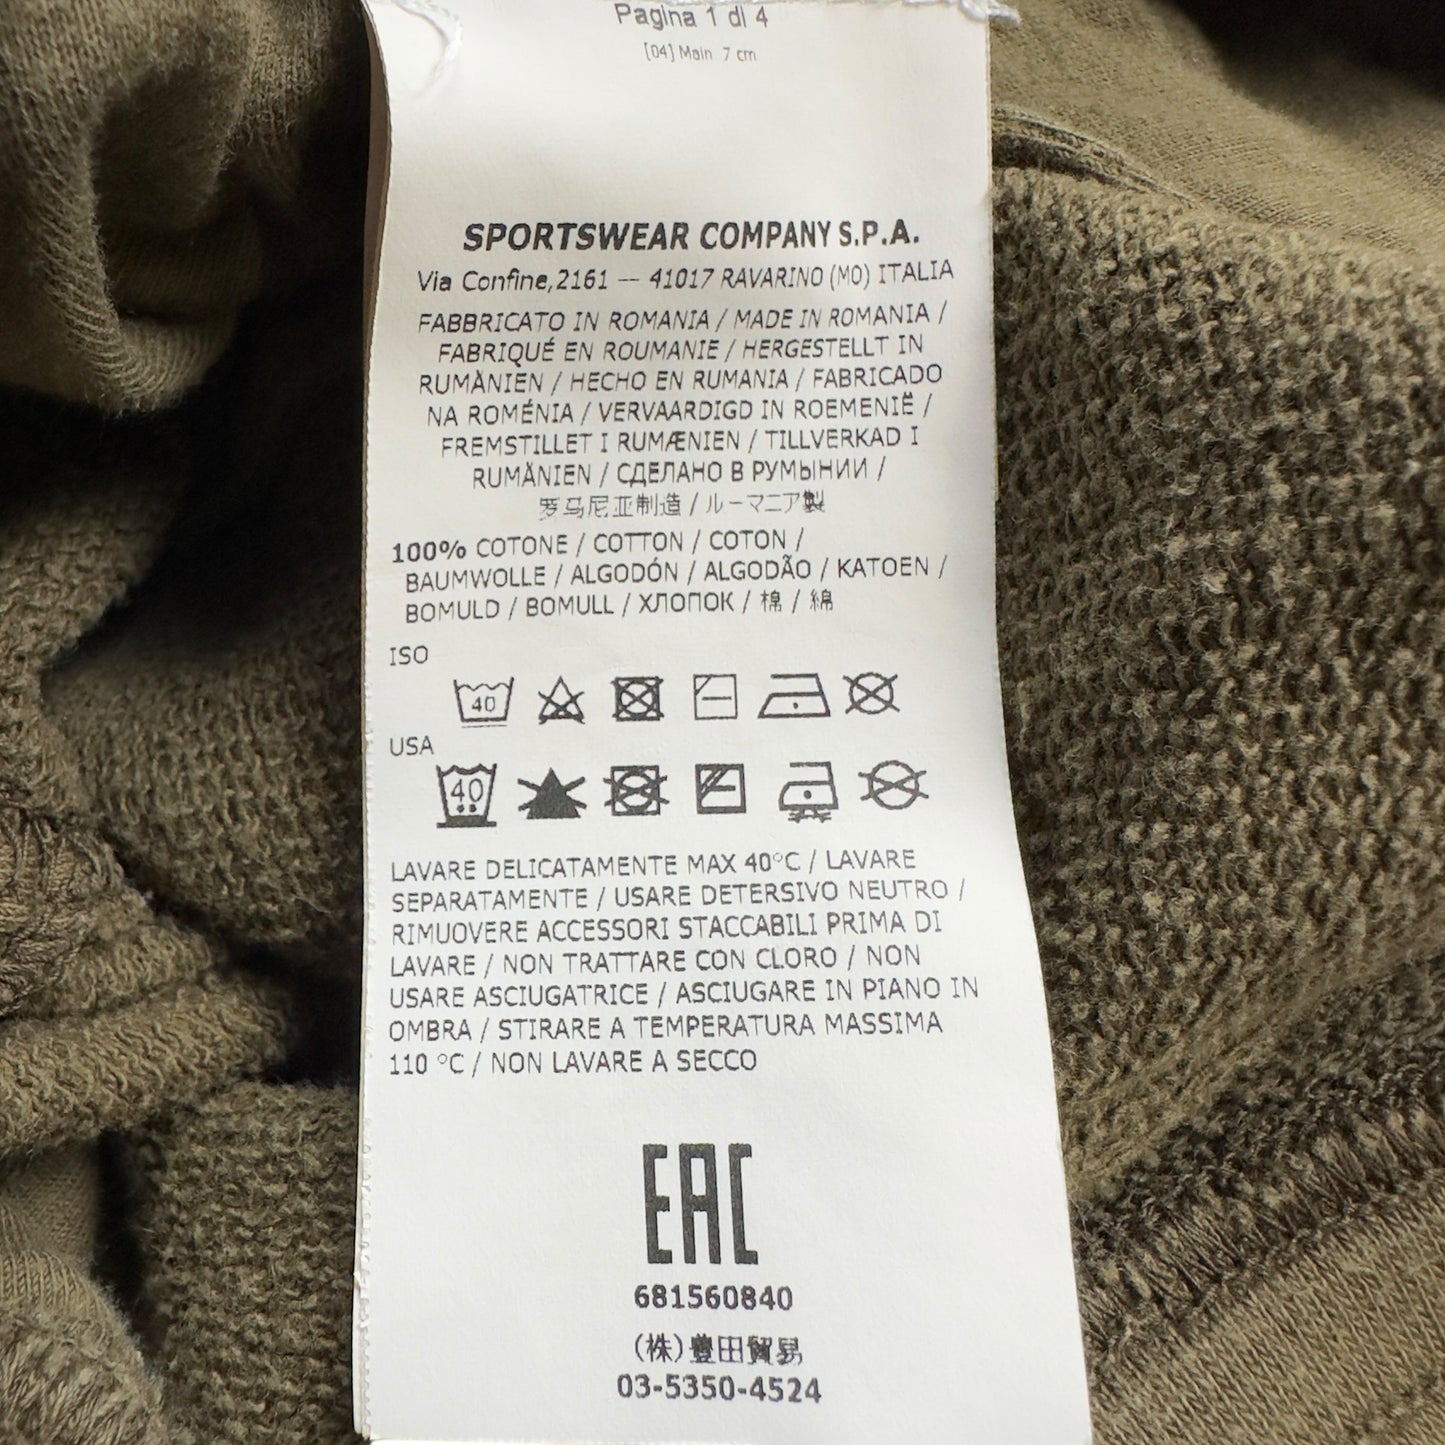 Pagina 1 di 4
[04] Main 7 cm
SPORTSWEAR COMPANY S.P.A.
Via Confine,2161 -- 41017 RAVARINO (MO) ITALIA
FABBRICATO IN ROMANIA / MADE IN ROMANIA /
FABRIQUÉ EN ROUMANIE / HERGESTELLT IN
RUMÄNIEN / HECHO EN RUMANIA / FABRICADO
NA ROMÉNIA / VERVAARDIGD IN ROEMENIË /
FREMSTILLET I RUMÆNIEN / TILLVERKAD I
RUMÄNIEN / СДЕЛАНО В РУМЫНИИ /
罗马尼亚制造 / ルーマニア製
100% COTONE / COTTON / COTON /
BAUMWOLLE / ALGODÓN / ALGODÃO / KATOEN /
BOMULD / BOMULL / ХЛОПОК / 棉 / 綿
ISO
40
USA
40
LAVARE DELICATAMENTE MAX 40°C / LAVARE
SEPARATAMENTE / USARE DETERSIVO NEUTRO /
RIMUOVERE ACCESSORI STACCABILI PRIMA DI
LAVARE / NON TRATTARE CON CLORO / NON
USARE ASCIUGATRICE / ASCIUGARE IN PIANO IN
OMBRA / STIRARE A TEMPERATURA MASSIMA
110 °C / NON LAVARE A SECCO
EAC
681560840
(株)豊田貿易
03-5350-4524